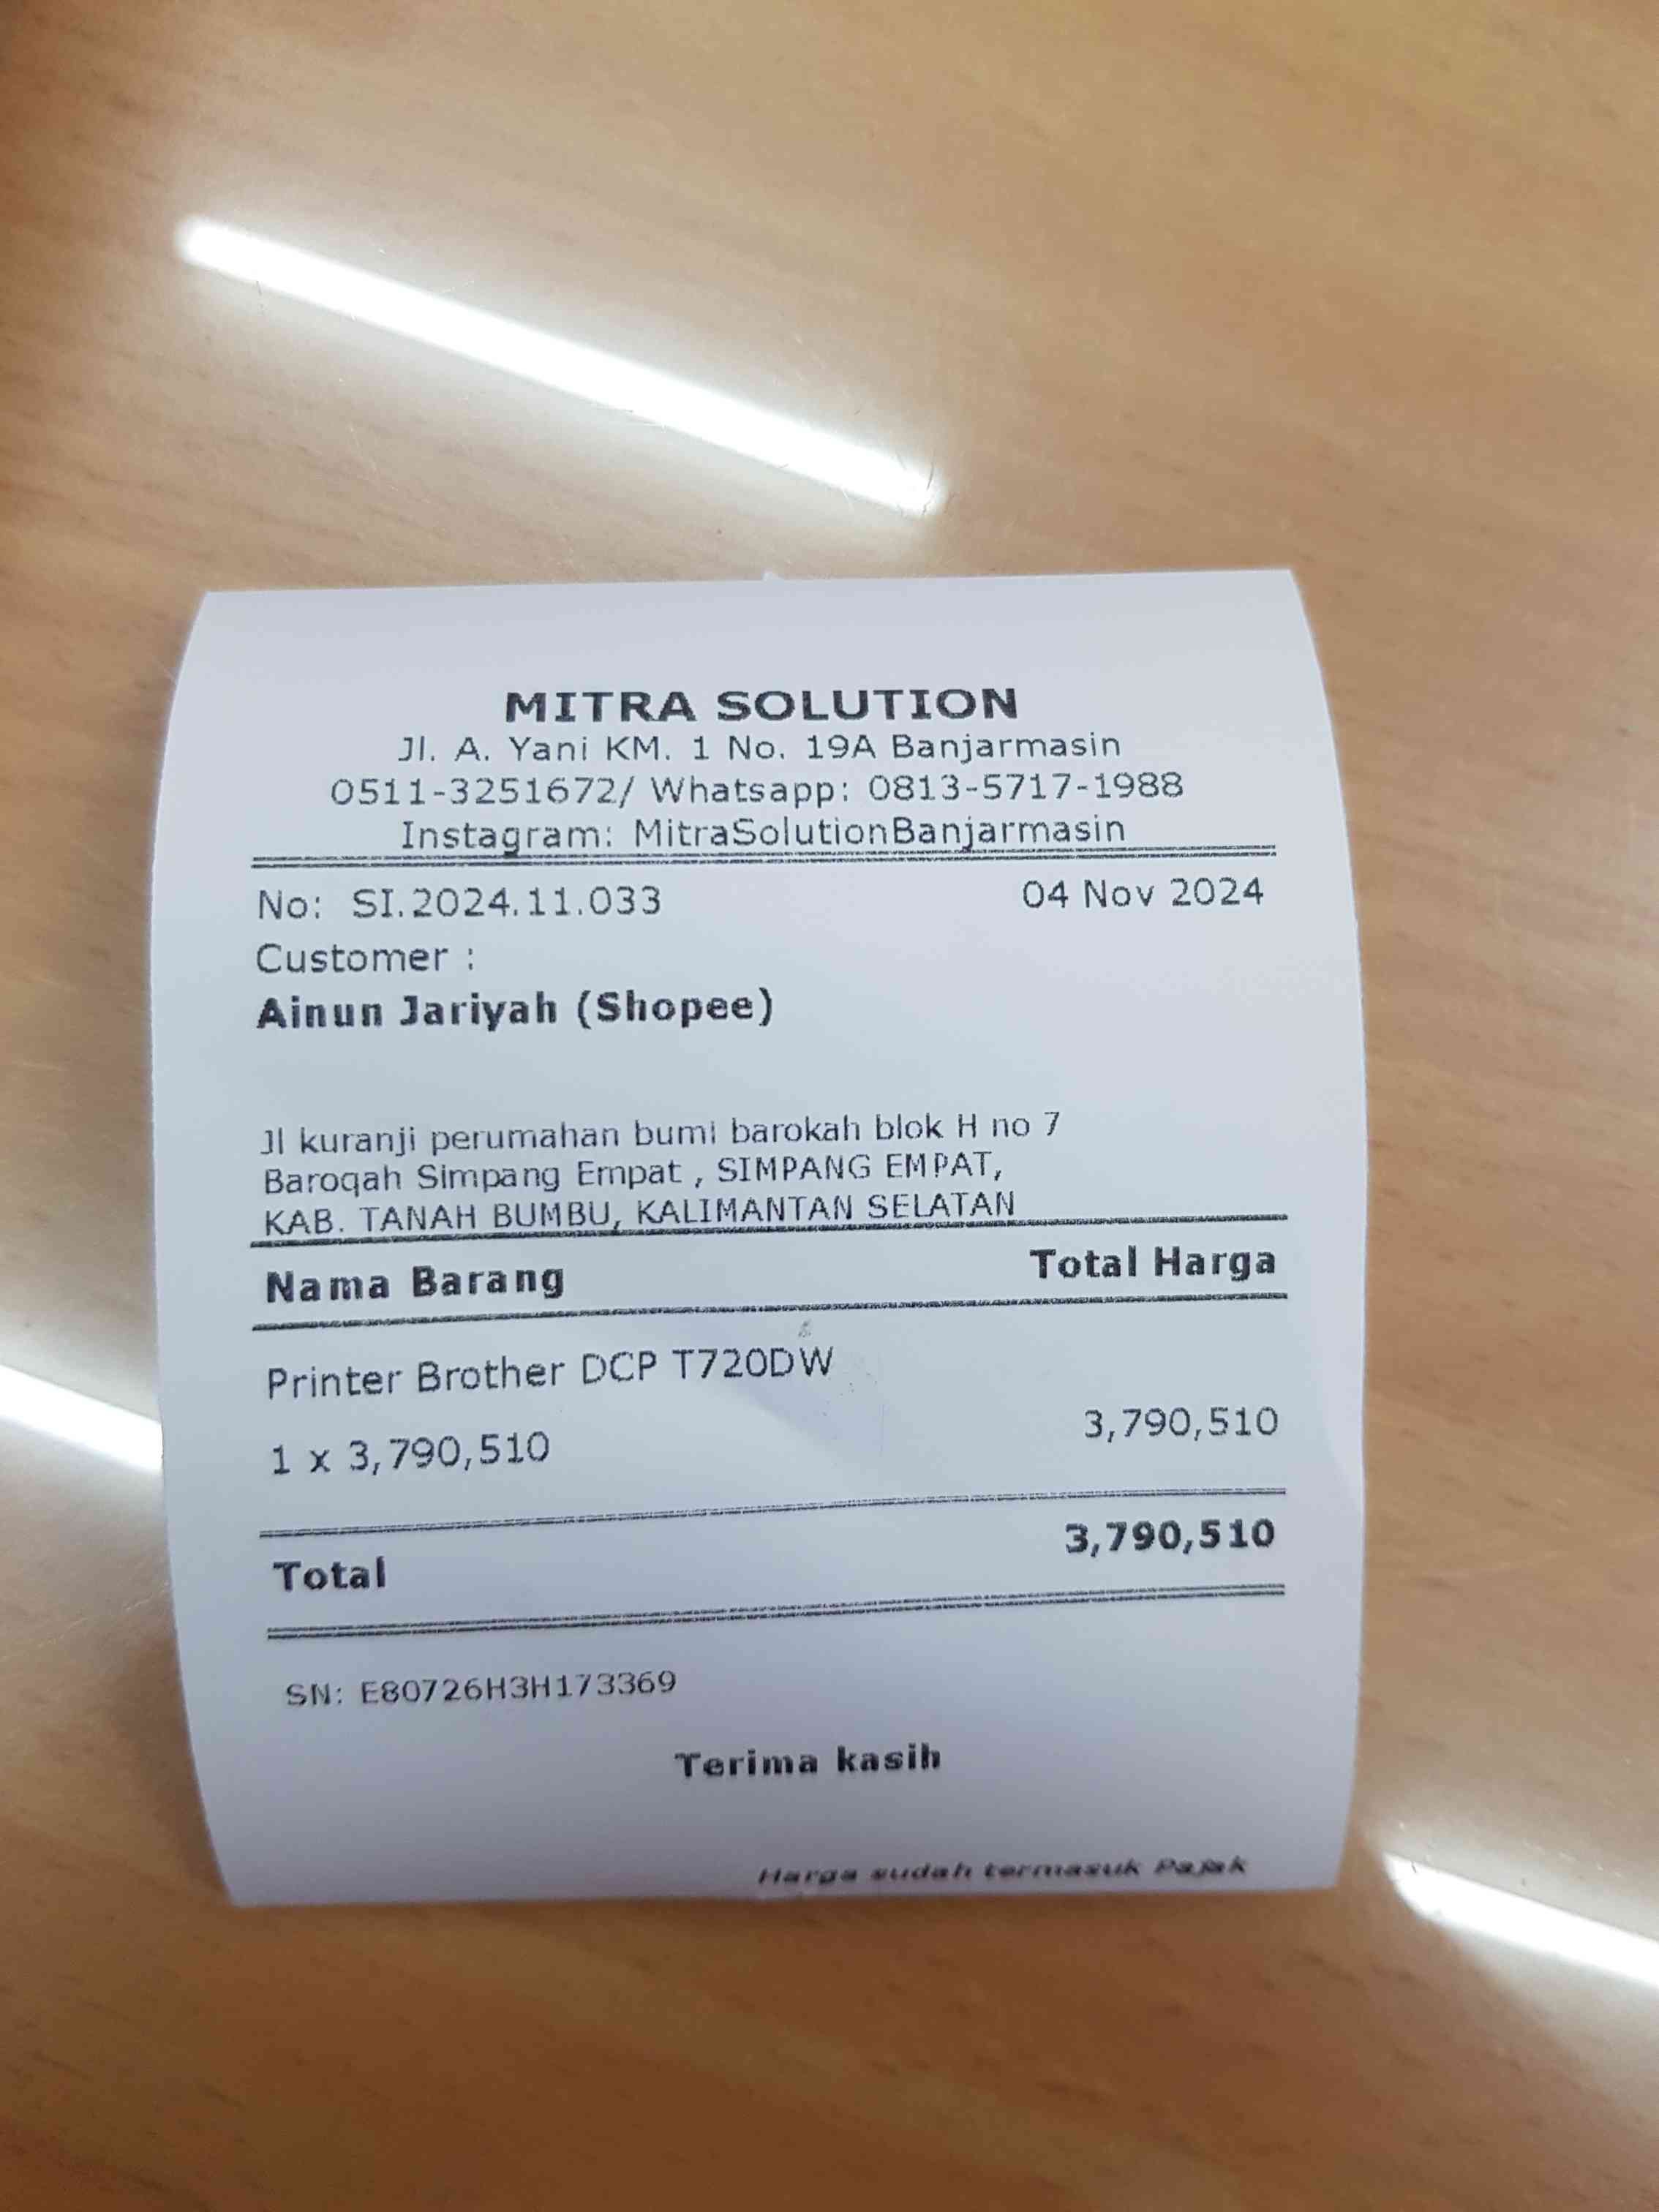 MITRA SOLUTION
Jl. A. Yani KM. 1 No. 19A Banjarmasin
0511-3251672/ Whatsapp: 0813-5717-1988
Instagram: MitraSolutionBanjarmasin
No: SI.2024.11.033 04 Nov 2024
Customer :
Ainun Jariyah (Shopee)
Jl kuranji perumahan bumi barokah blok H no 7
Baroqah Simpang Empat , SIMPANG EMPAT,
KAB. TANAH BUMBU, KALIMANTAN SELATAN
Nama Barang Total Harga
Printer Brother DCP T720DW
1 x 3,790,510 3,790,510
Total 3,790,510
SN: E80726H3H173369
Terima kasih
Harga sudah termasuk Pajak